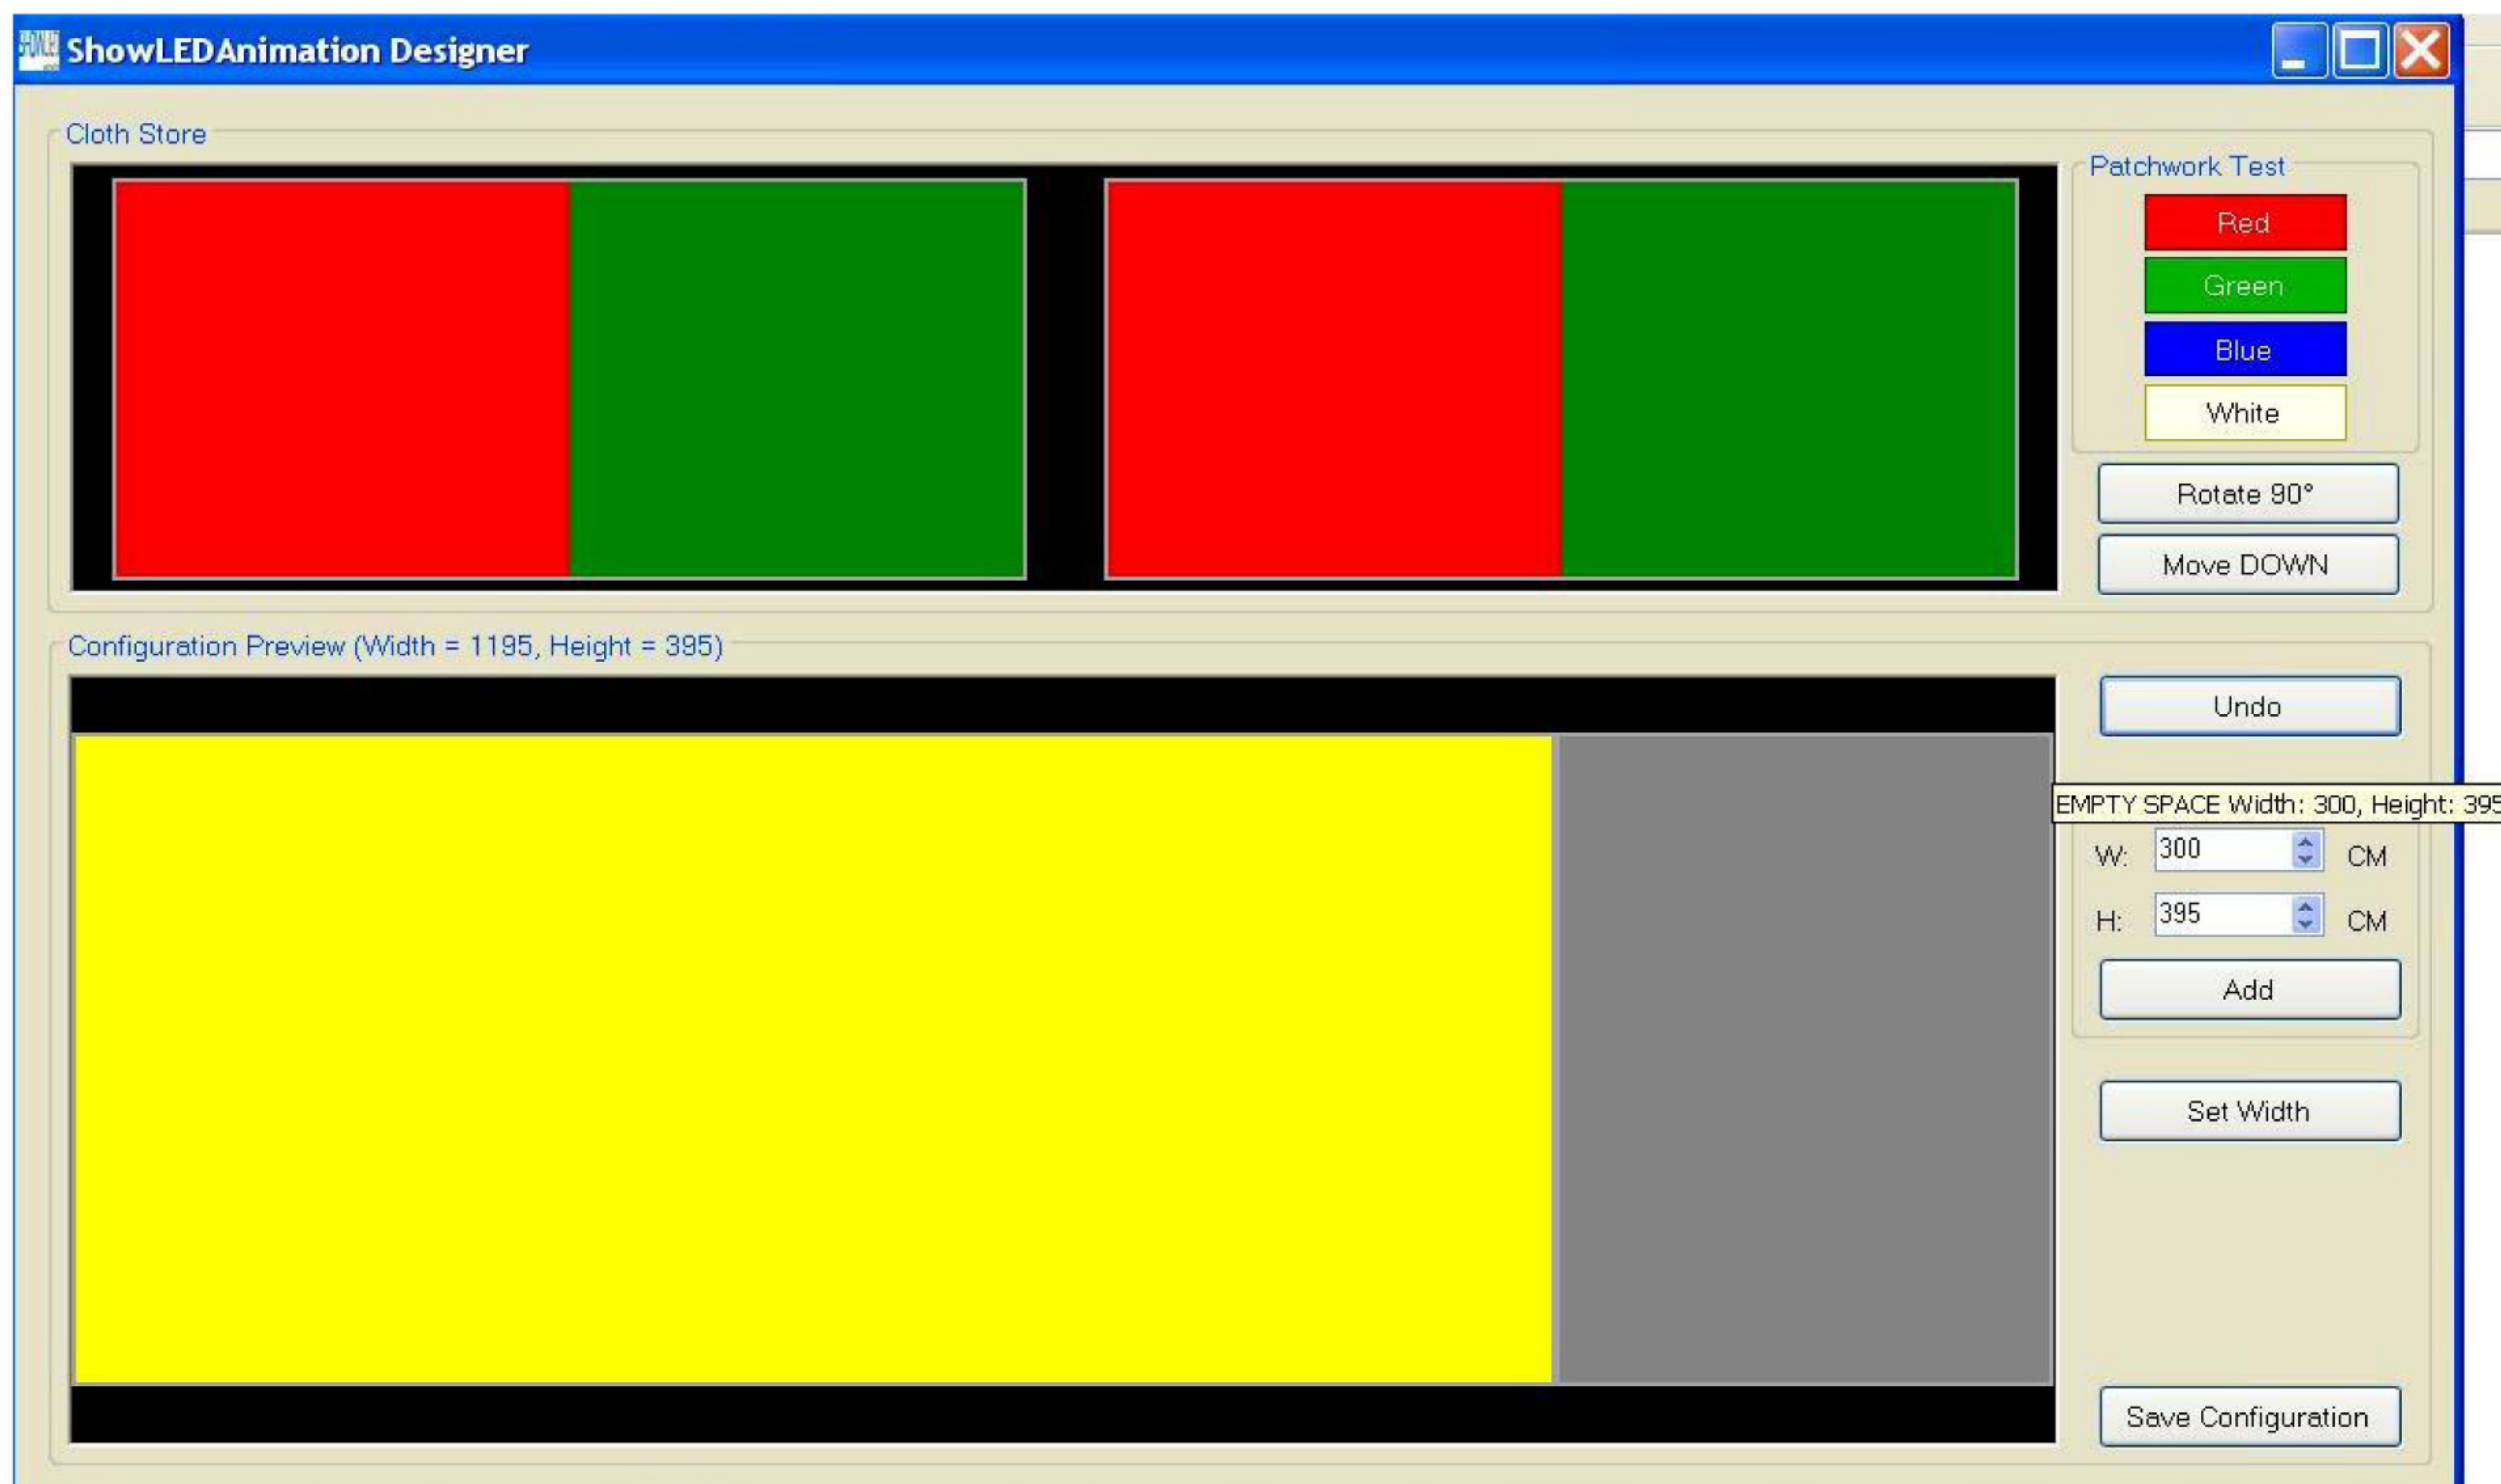 ShowLEDAnimation Designer
Cloth Store
Patchwork Test
Red
Green
Blue
White
Rotate 90°
Move DOWN
Configuration Preview (Width = 1195, Height = 395)
Undo
EMPTY SPACE Width: 300, Height: 395
W: 300 CM
H: 395 CM
Add
Set Width
Save Configuration